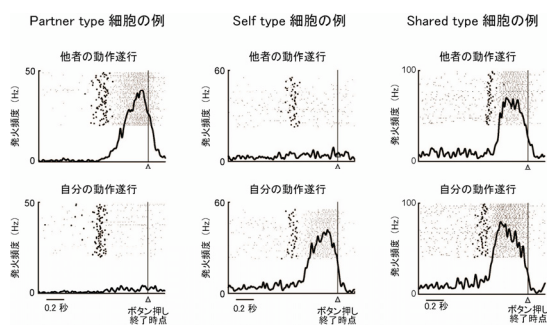 Partner type 細胞の例
Self type 細胞の例
Shared type 細胞の例
他者の動作遂行
他者の動作遂行
他者の動作遂行
50
発火頻度 (Hz)
0
60
発火頻度 (Hz)
0
100
発火頻度 (Hz)
0
自分の動作遂行
自分の動作遂行
自分の動作遂行
50
発火頻度 (Hz)
0
60
発火頻度 (Hz)
0
100
発火頻度 (Hz)
0
0.2 秒
ボタン押し
終了時点
0.2 秒
ボタン押し
終了時点
0.2 秒
ボタン押し
終了時点